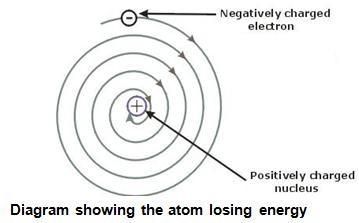 Negatively charged
electron
−
+
Positively charged
nucleus
Diagram showing the atom losing energy